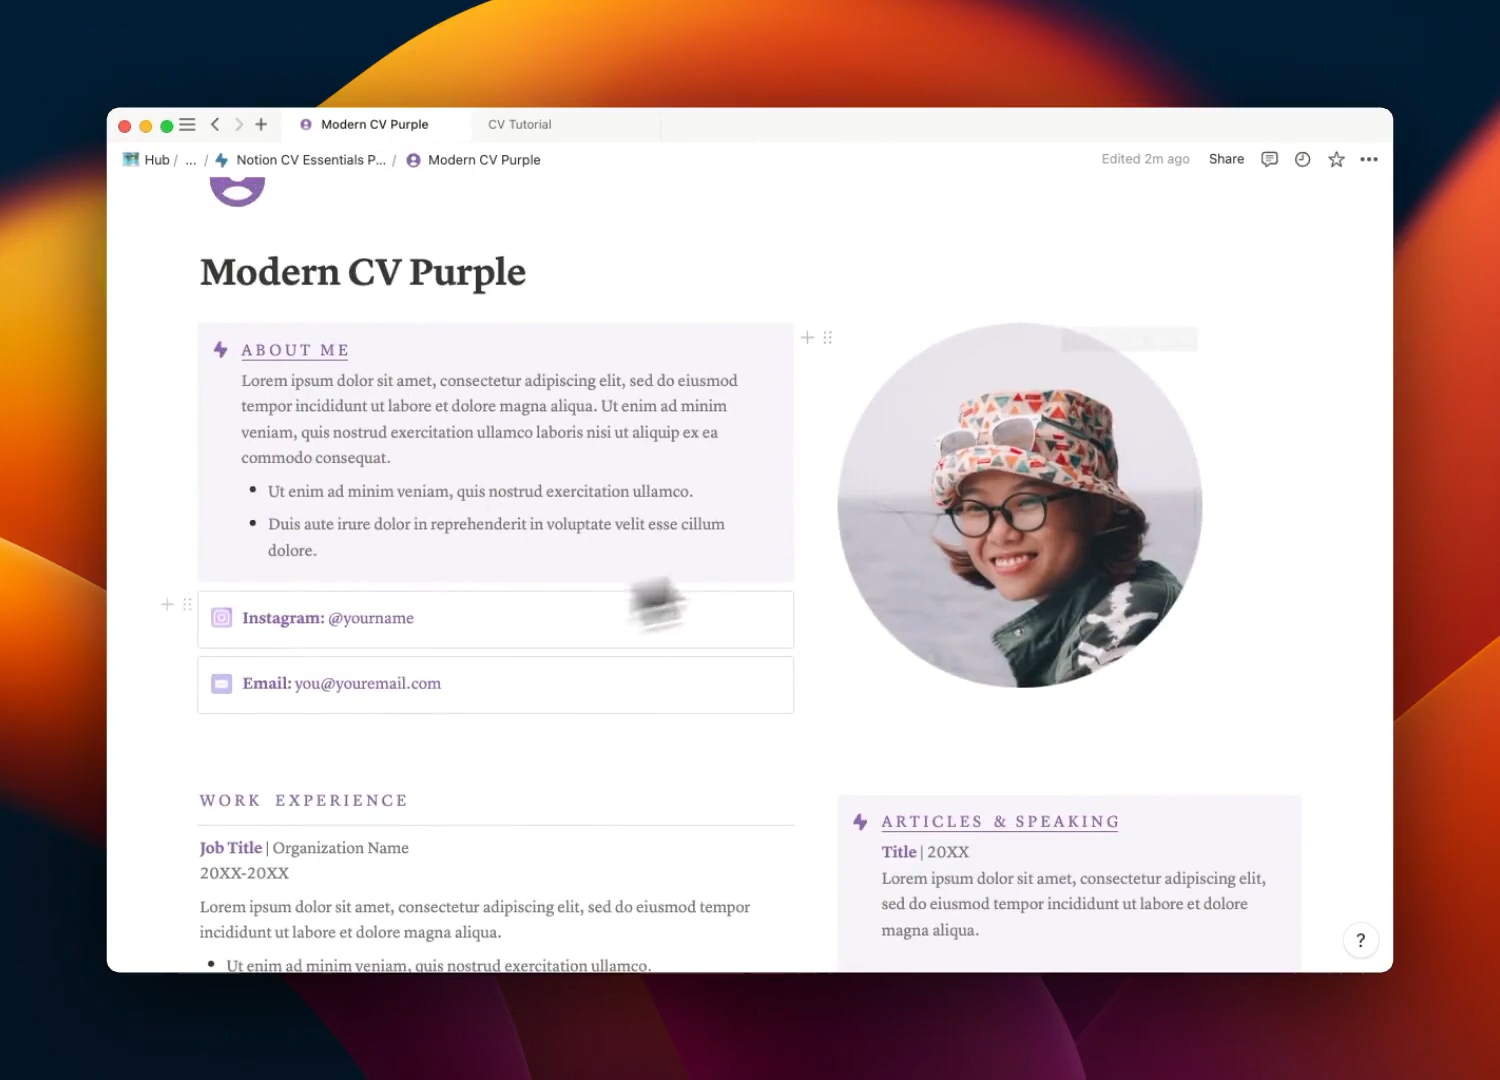 Modern CV Purple
CV Tutorial
Hub / ... / Notion CV Essentials P... / Modern CV Purple
Edited 2m ago
Share
Modern CV Purple
ABOUT ME
Lorem ipsum dolor sit amet, consectetur adipiscing elit, sed do eiusmod
tempor incididunt ut labore et dolore magna aliqua. Ut enim ad minim
veniam, quis nostrud exercitation ullamco laboris nisi ut aliquip ex ea
commodo consequat.
• Ut enim ad minim veniam, quis nostrud exercitation ullamco.
• Duis aute irure dolor in reprehenderit in voluptate velit esse cillum
dolore.
Instagram: @yourname
Email: you@youremail.com
WORK EXPERIENCE
Job Title | Organization Name
20XX-20XX
Lorem ipsum dolor sit amet, consectetur adipiscing elit, sed do eiusmod tempor
incididunt ut labore et dolore magna aliqua.
• Ut enim ad minim veniam, quis nostrud exercitation ullamco.
ARTICLES & SPEAKING
Title | 20XX
Lorem ipsum dolor sit amet, consectetur adipiscing elit,
sed do eiusmod tempor incididunt ut labore et dolore
magna aliqua.
?